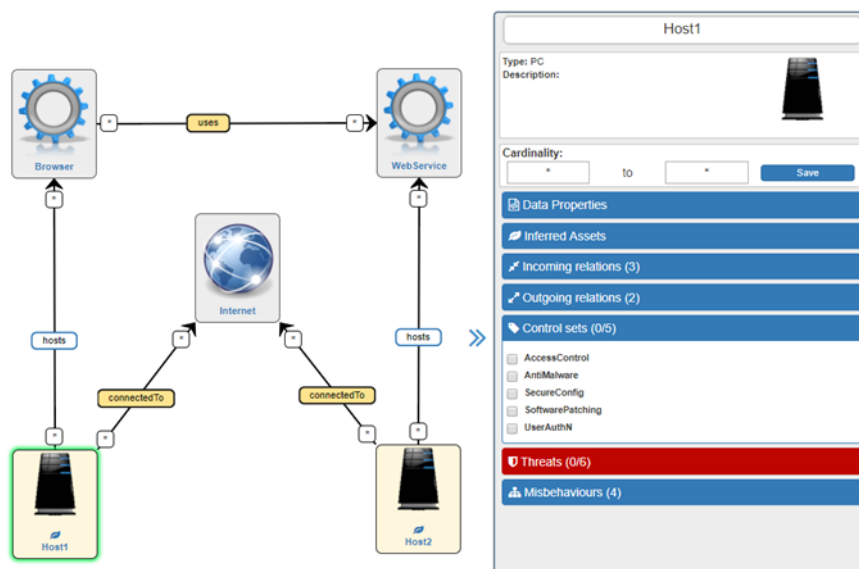 Browser
*
uses
*
WebService
*
*
Internet
hosts
*
*
hosts
connectedTo
connectedTo
*
*
*
*
Host1
Host2
Host1
Type: PC
Description:
Cardinality:
* to * Save
Data Properties
Inferred Assets
Incoming relations (3)
Outgoing relations (2)
Control sets (0/5)
AccessControl
AntiMalware
SecureConfig
SoftwarePatching
UserAuthN
Threats (0/6)
Misbehaviours (4)